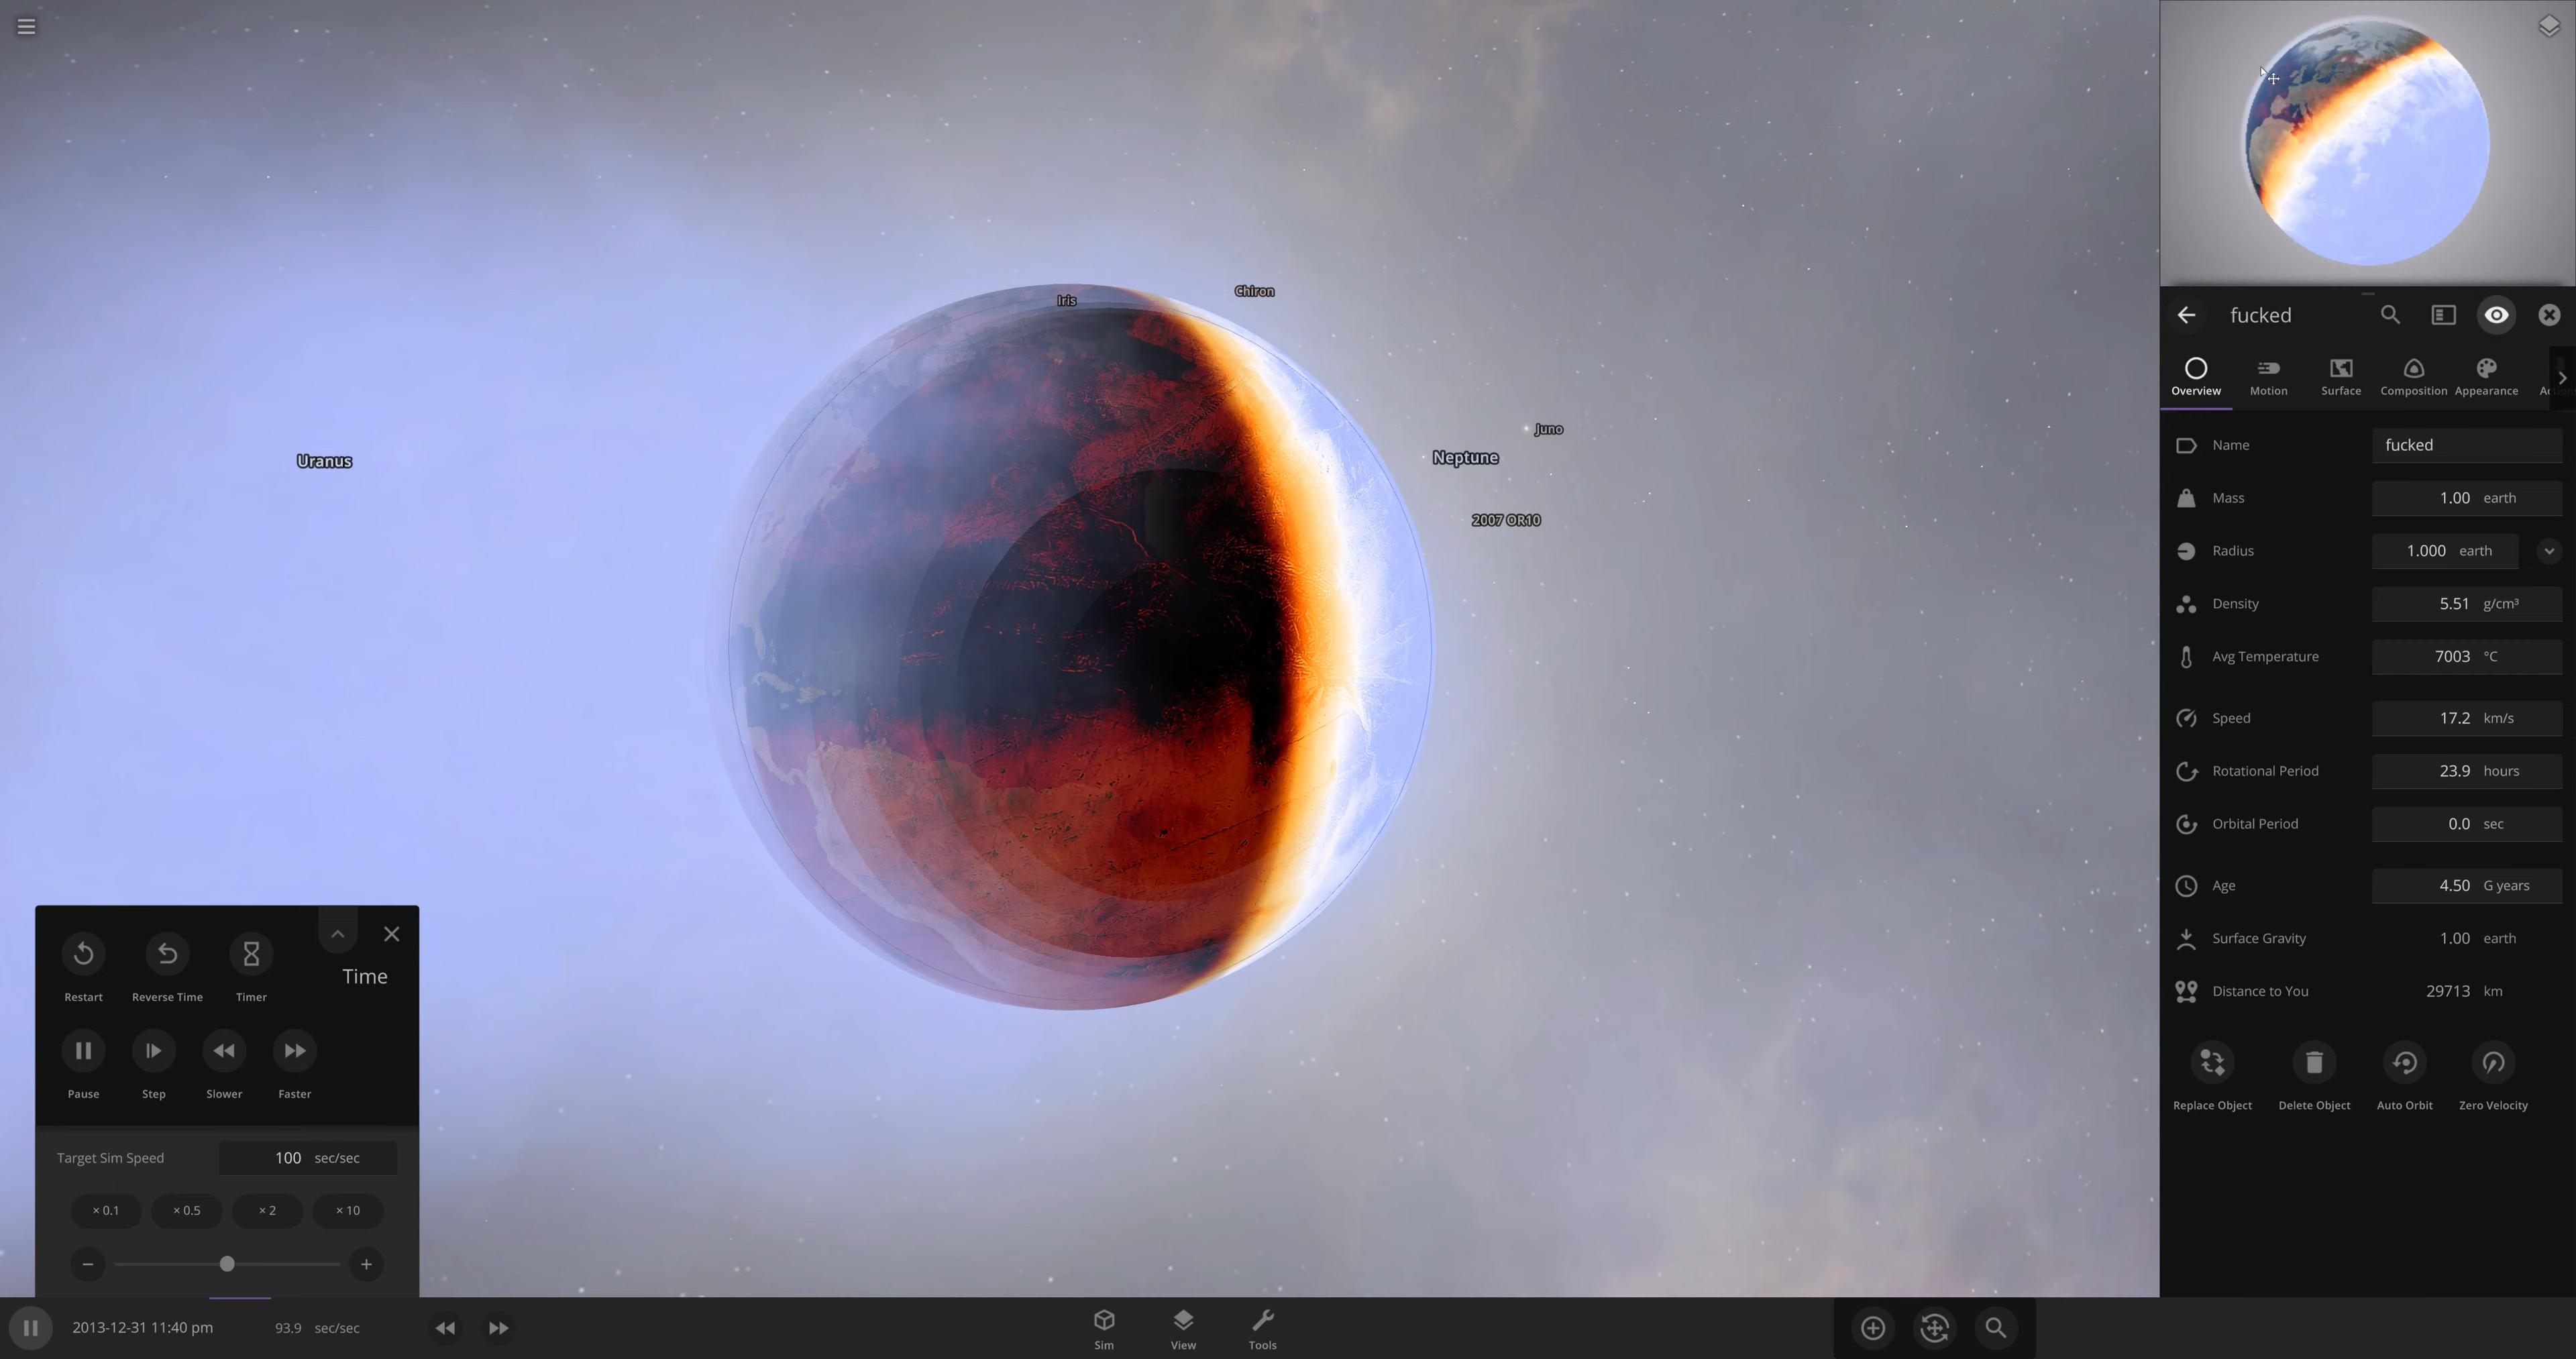 Iris
Chiron
Uranus
Juno
Neptune
2007 OR10
fucked
Overview
Motion
Surface
Composition
Appearance
Name fucked
Mass 1.00 earth
Radius 1.000 earth
Density 5.51 g/cm³
Avg Temperature 7003 °C
Speed 17.2 km/s
Rotational Period 23.9 hours
Orbital Period 0.0 sec
Age 4.50 G years
Surface Gravity 1.00 earth
Distance to You 29713 km
Replace Object Delete Object Auto Orbit Zero Velocity
Time
Restart Reverse Time Timer
Pause Step Slower Faster
Target Sim Speed 100 sec/sec
× 0.1 × 0.5 × 2 × 10
2013-12-31 11:40 pm 93.9 sec/sec
Sim View Tools